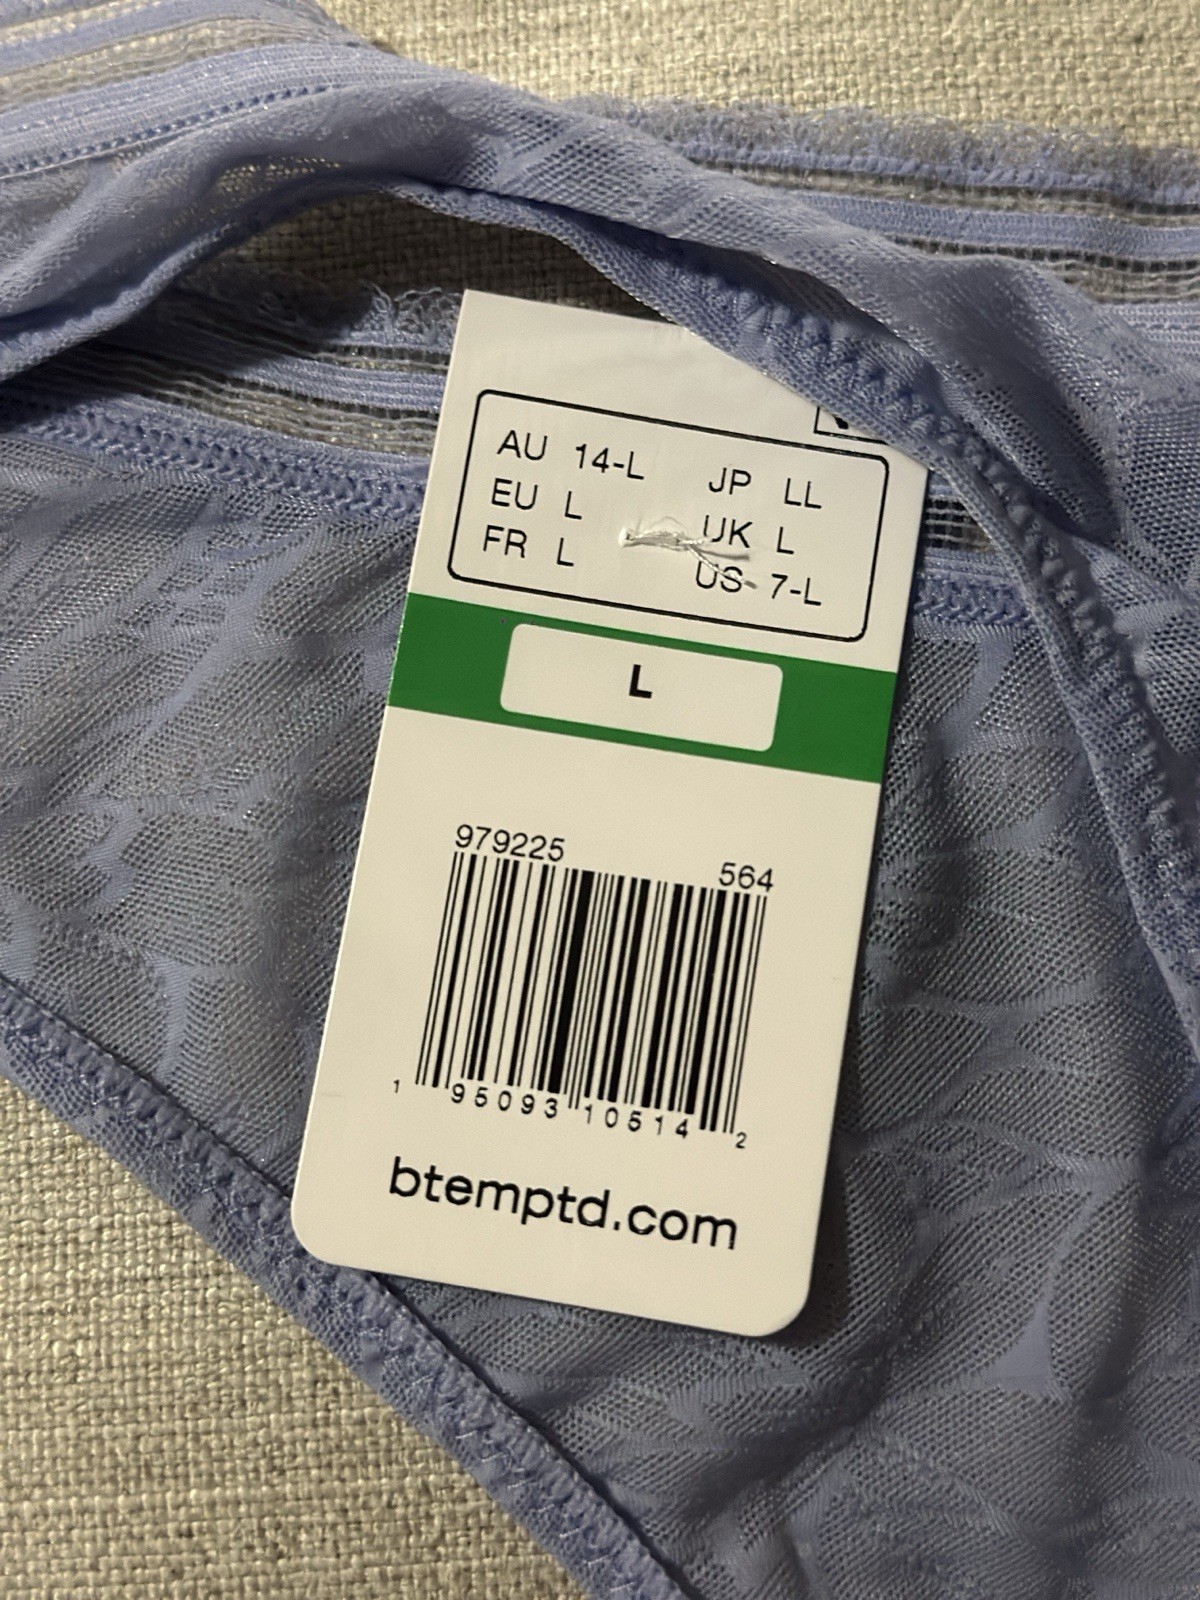 AU 14-L JP LL
EU L UK L
FR L US 7-L
L
979225 564
1 95093 10514 2
btemptd.com